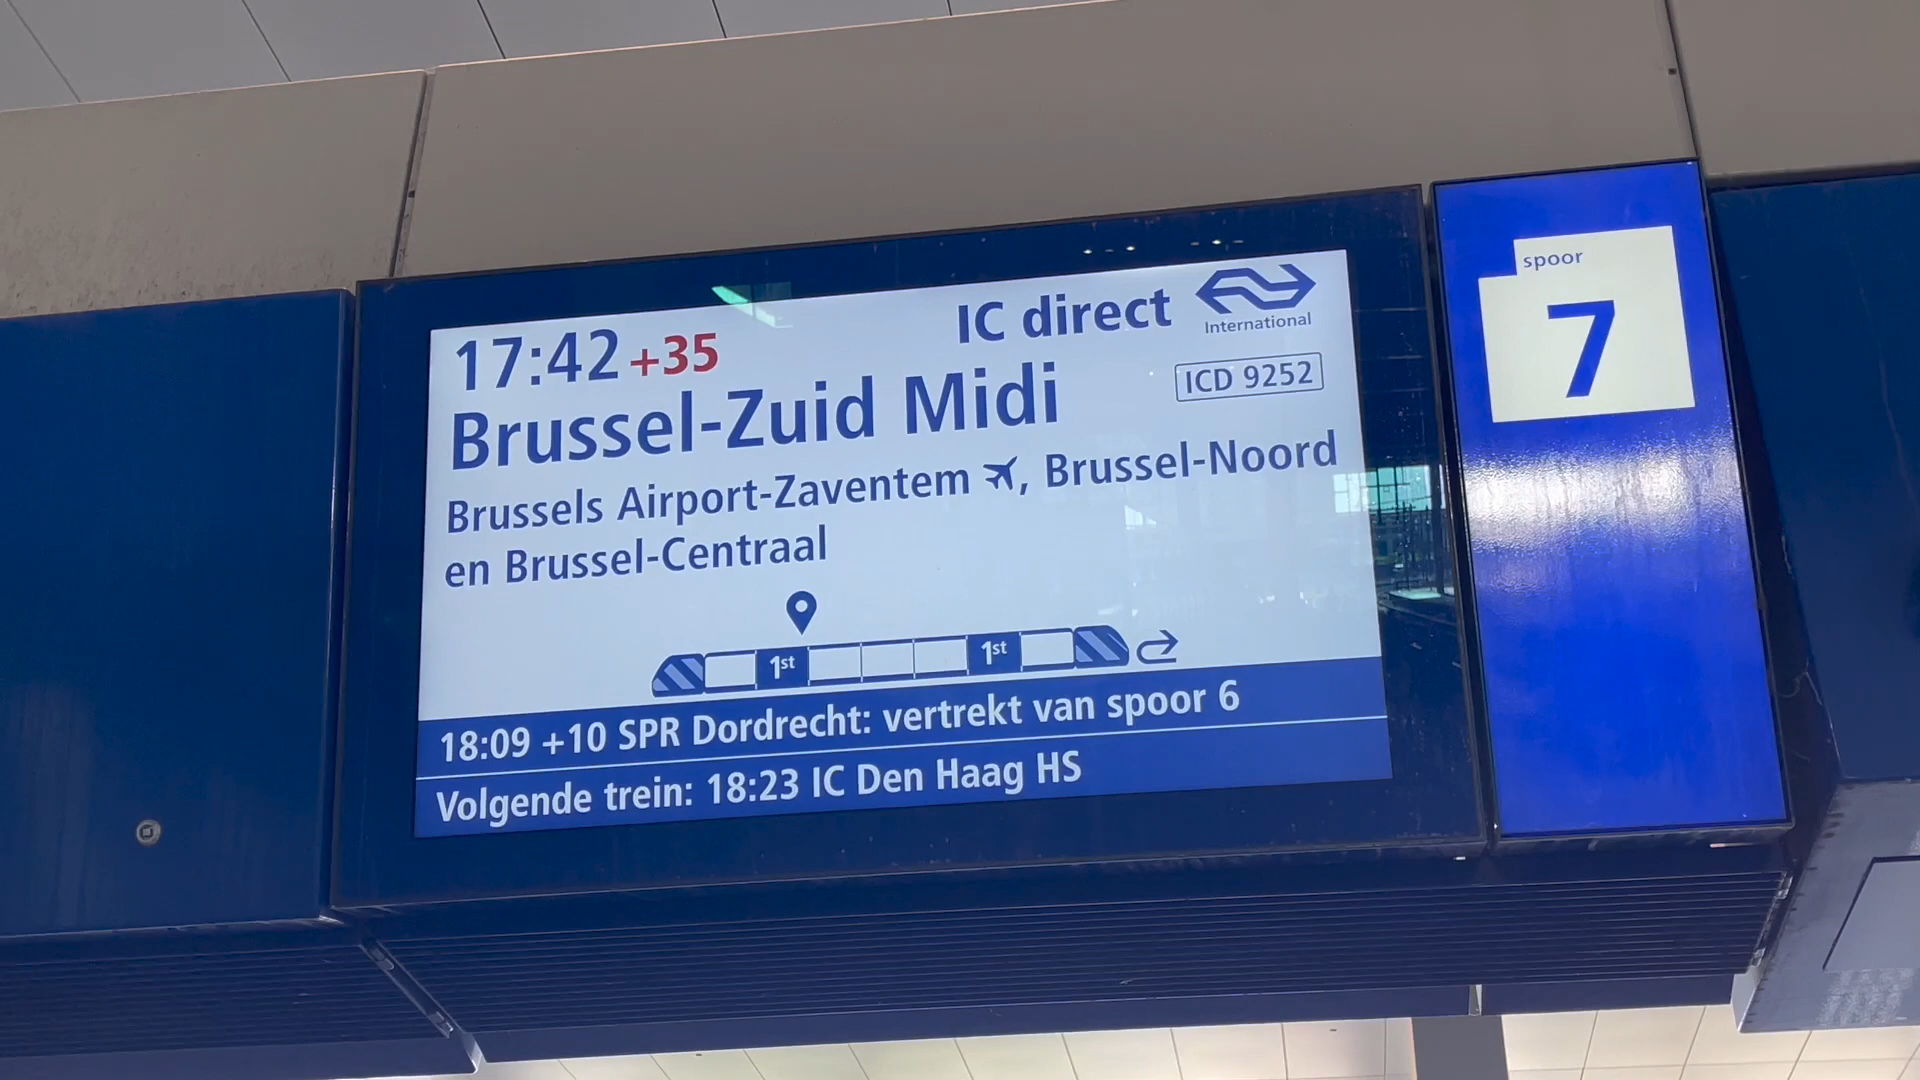 17:42 +35 IC direct
International
ICD 9252
Brussel-Zuid Midi
Brussels Airport-Zaventem ✈, Brussel-Noord
en Brussel-Centraal
1st 1st
18:09 +10 SPR Dordrecht: vertrekt van spoor 6
Volgende trein: 18:23 IC Den Haag HS
spoor
7